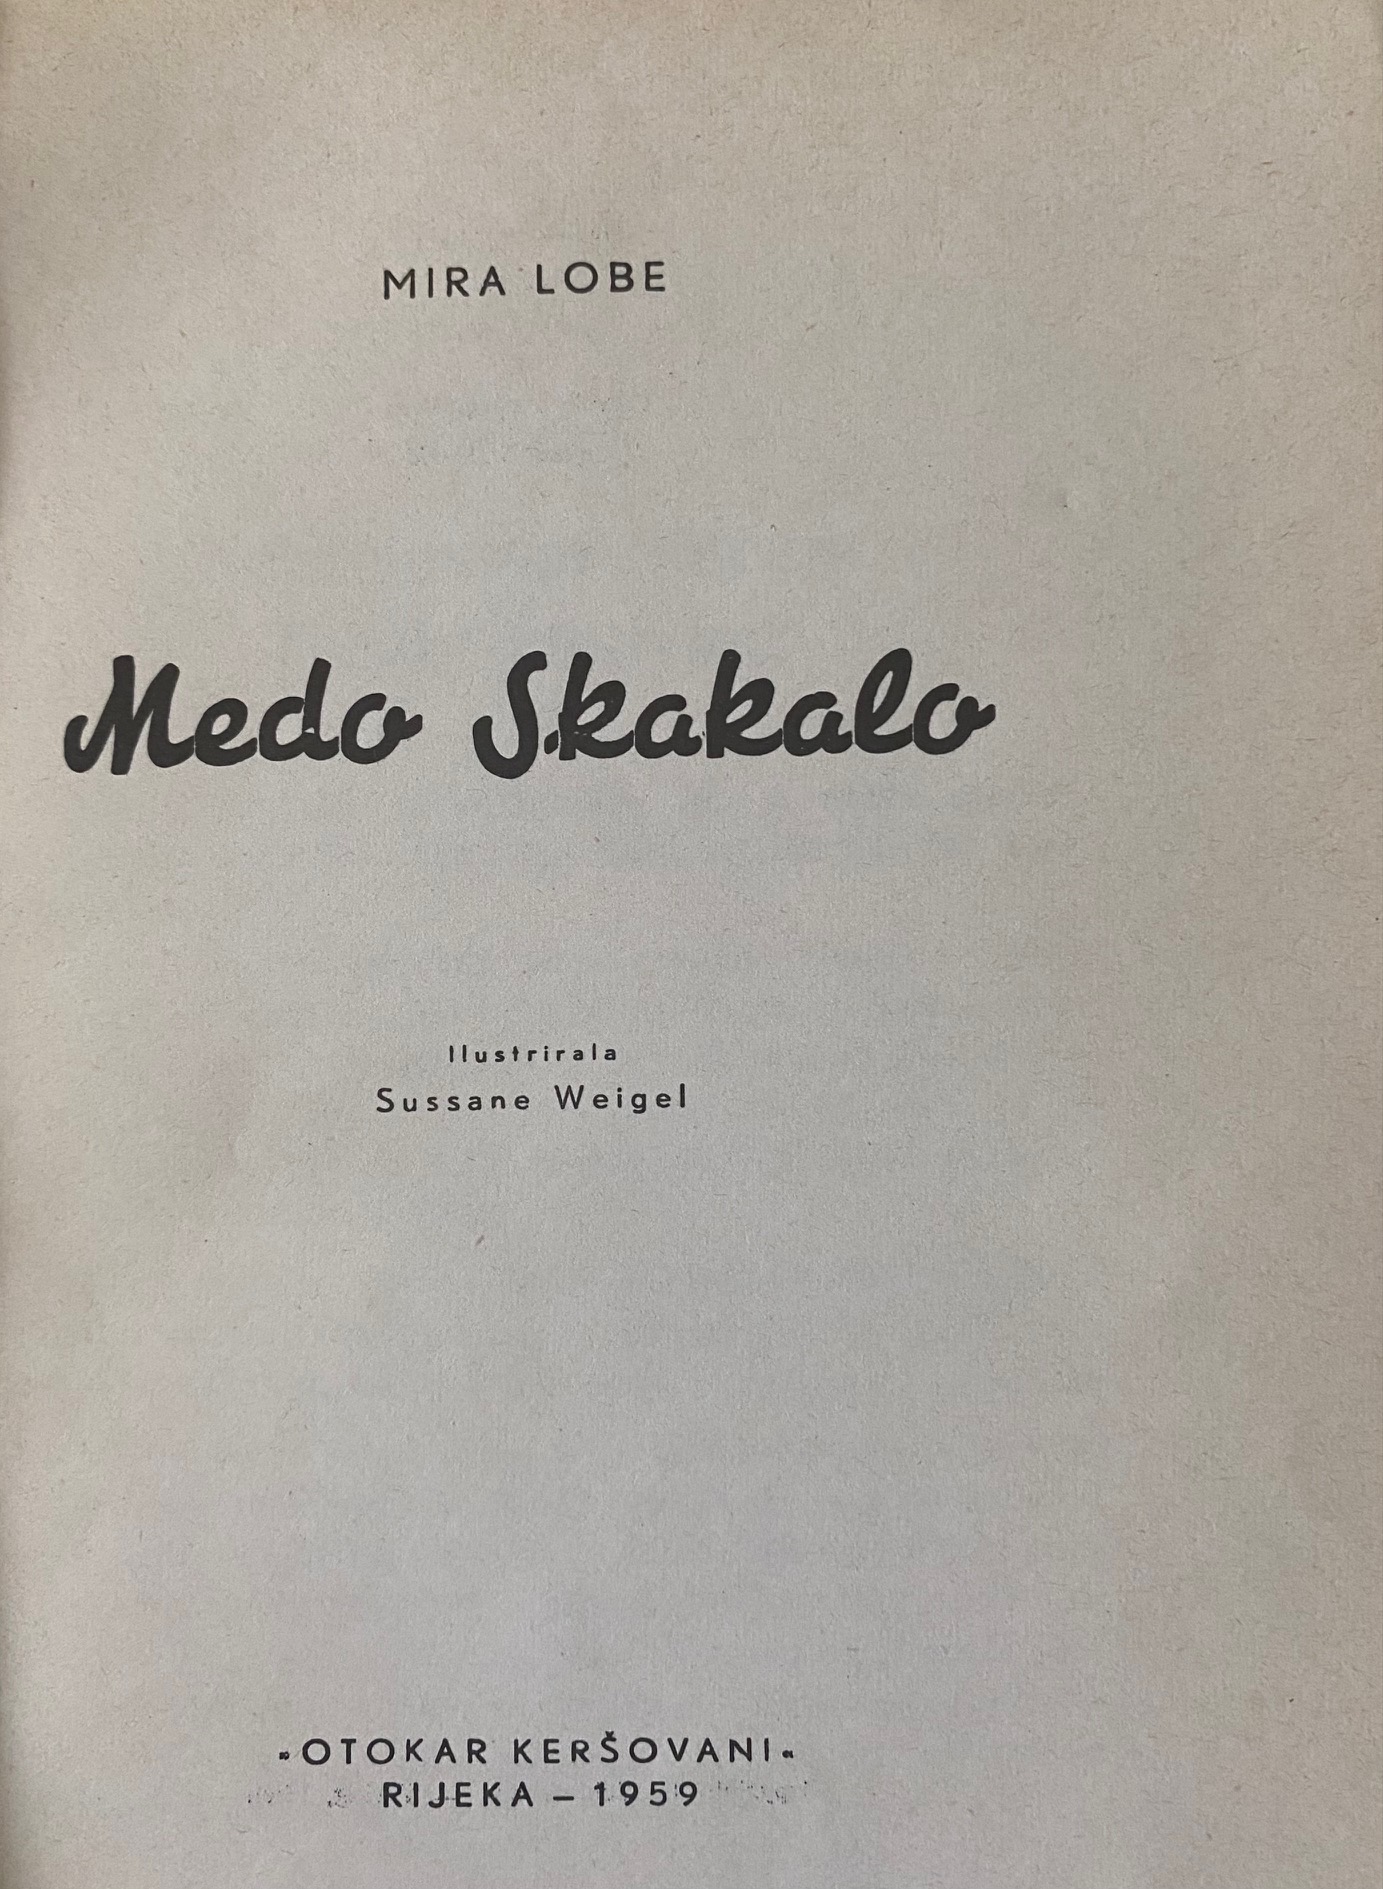 MIRA LOBE
Medo Skakalo
Ilustrirala
Sussane Weigel
»OTOKAR KERŠOVANI«
RIJEKA – 1959